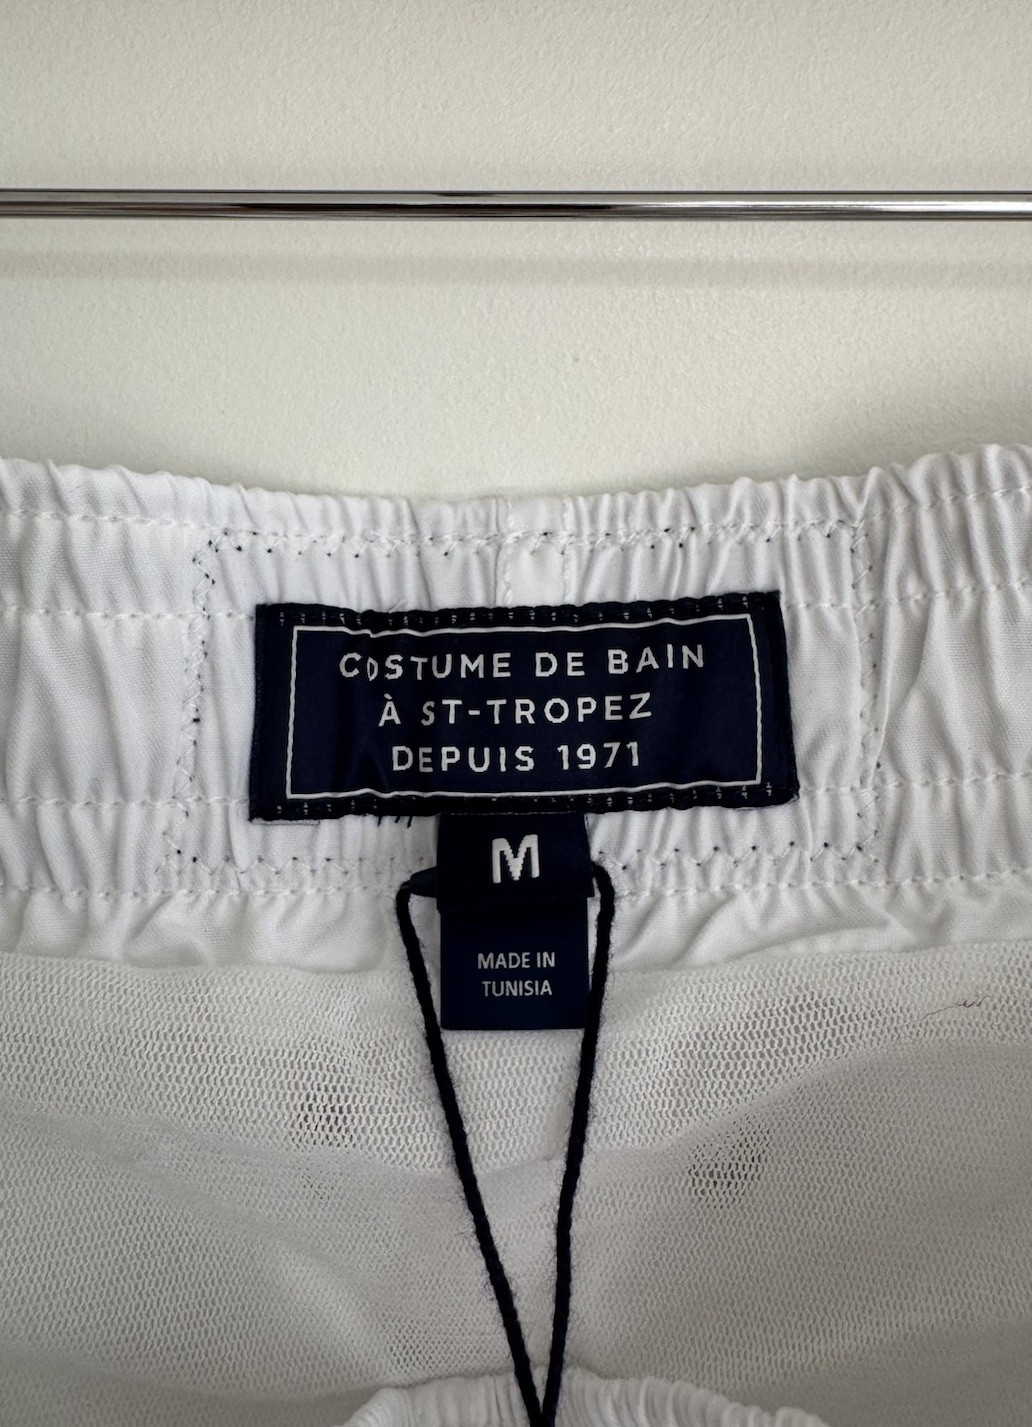 COSTUME DE BAIN
À ST-TROPEZ
DEPUIS 1971
M
MADE IN
TUNISIA